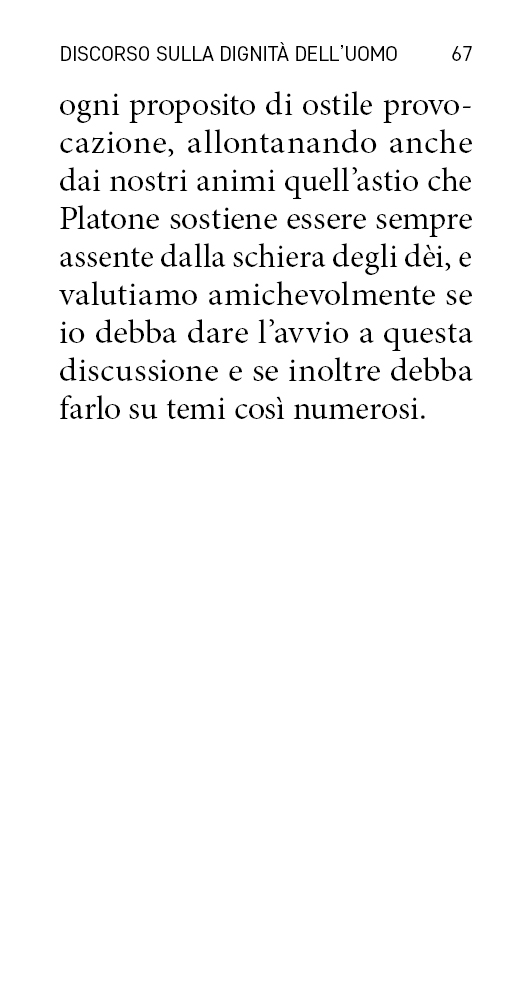 DISCORSO SULLA DIGNITÀ DELL'UOMO 67
ogni proposito di ostile provo-
cazione, allontanando anche
dai nostri animi quell'astio che
Platone sostiene essere sempre
assente dalla schiera degli dèi, e
valutiamo amichevolmente se
io debba dare l'avvio a questa
discussione e se inoltre debba
farlo su temi così numerosi.